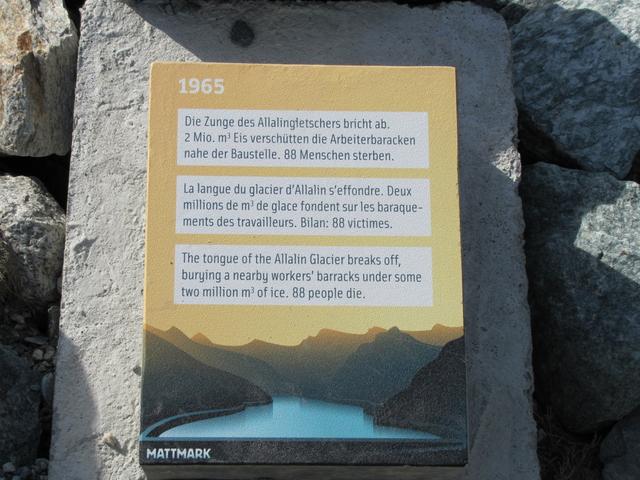 1965
Die Zunge des Allalingletschers bricht ab.
2 Mio. m³ Eis verschütten die Arbeiterbaracken
nahe der Baustelle. 88 Menschen sterben.
La langue du glacier d'Allalin s'effondre. Deux
millions de m³ de glace fondent sur les baraque-
ments des travailleurs. Bilan: 88 victimes.
The tongue of the Allalin Glacier breaks off,
burying a nearby workers' barracks under some
two million m³ of ice. 88 people die.
MATTMARK